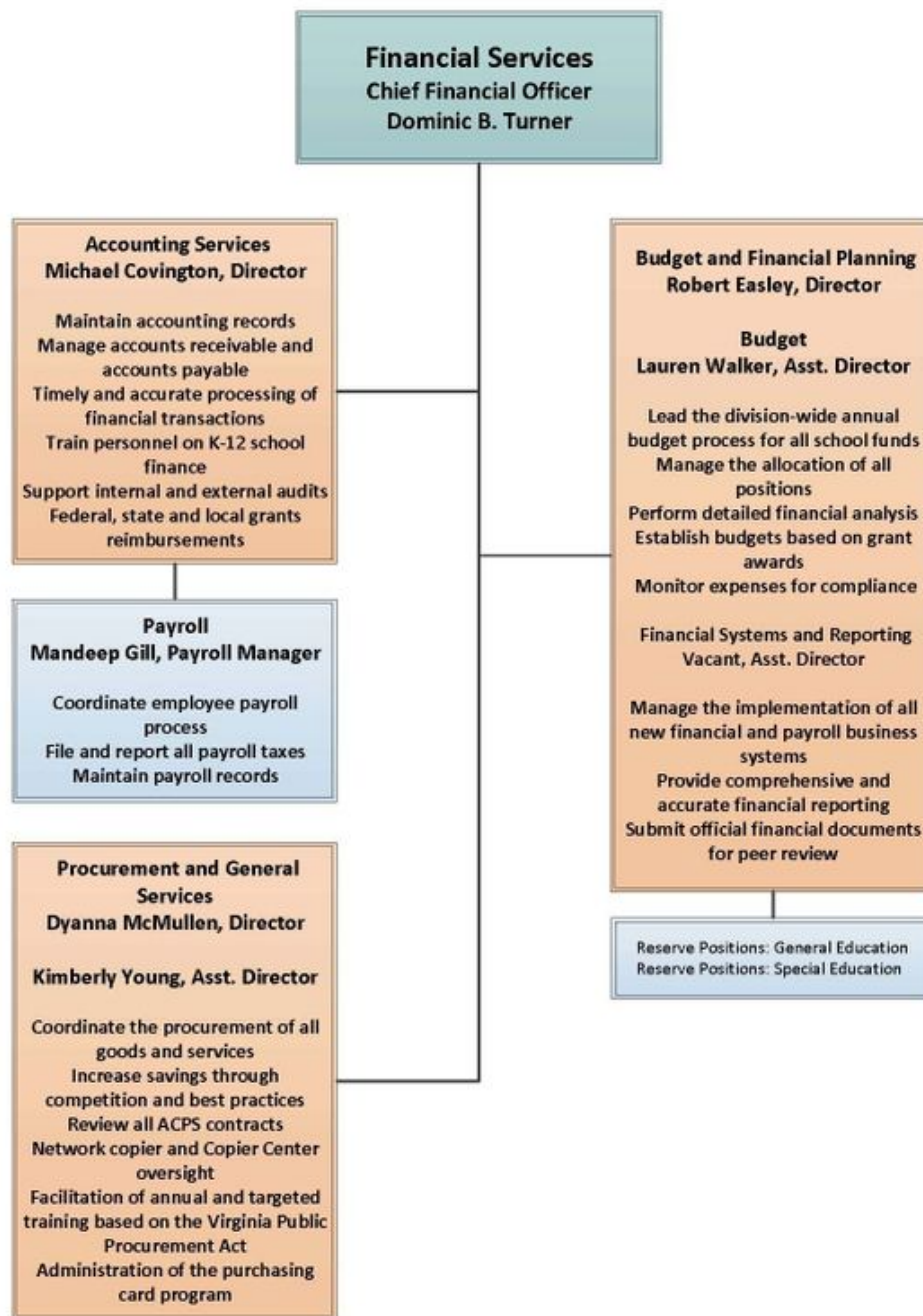 Financial Services
Chief Financial Officer
Dominic B. Turner
Accounting Services
Michael Covington, Director
Maintain accounting records
Manage accounts receivable and
accounts payable
Timely and accurate processing of
financial transactions
Train personnel on K-12 school
finance
Support internal and external audits
Federal, state and local grants
reimbursements
Payroll
Mandeep Gill, Payroll Manager
Coordinate employee payroll
process
File and report all payroll taxes
Maintain payroll records
Procurement and General
Services
Dyanna McMullen, Director
Kimberly Young, Asst. Director
Coordinate the procurement of all
goods and services
Increase savings through
competition and best practices
Review all ACPS contracts
Network copier and Copier Center
oversight
Facilitation of annual and targeted
training based on the Virginia Public
Procurement Act
Administration of the purchasing
card program
Budget and Financial Planning
Robert Easley, Director
Budget
Lauren Walker, Asst. Director
Lead the division-wide annual
budget process for all school funds
Manage the allocation of all
positions
Perform detailed financial analysis
Establish budgets based on grant
awards
Monitor expenses for compliance
Financial Systems and Reporting
Vacant, Asst. Director
Manage the implementation of all
new financial and payroll business
systems
Provide comprehensive and
accurate financial reporting
Submit official financial documents
for peer review
Reserve Positions: General Education
Reserve Positions: Special Education